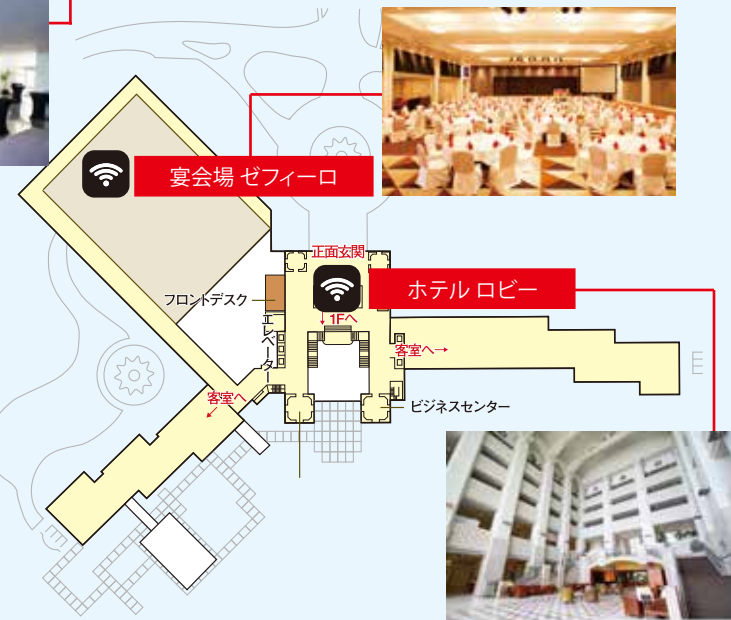 宴会場 ゼフィーロ
正面玄関
ホテル ロビー
フロントデスク
1Fへ
エレベーター
客室へ
客室へ
ビジネスセンター